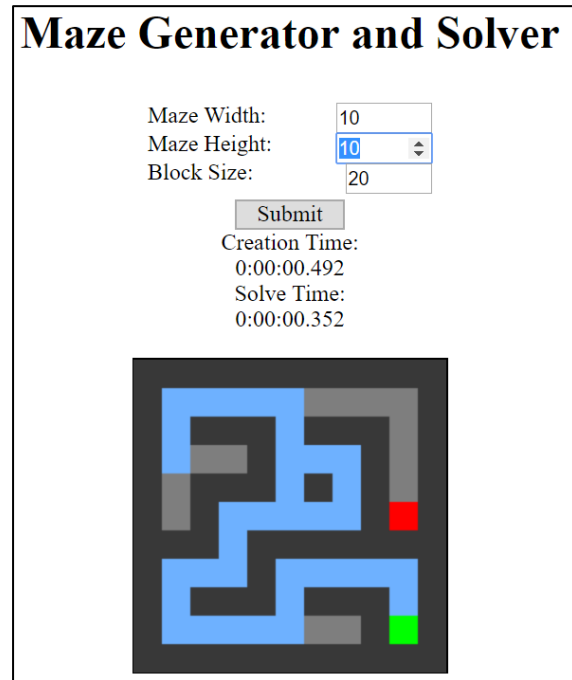 Maze Generator and Solver
Maze Width: 10
Maze Height: 10
Block Size: 20
Submit
Creation Time:
0:00:00.492
Solve Time:
0:00:00.352